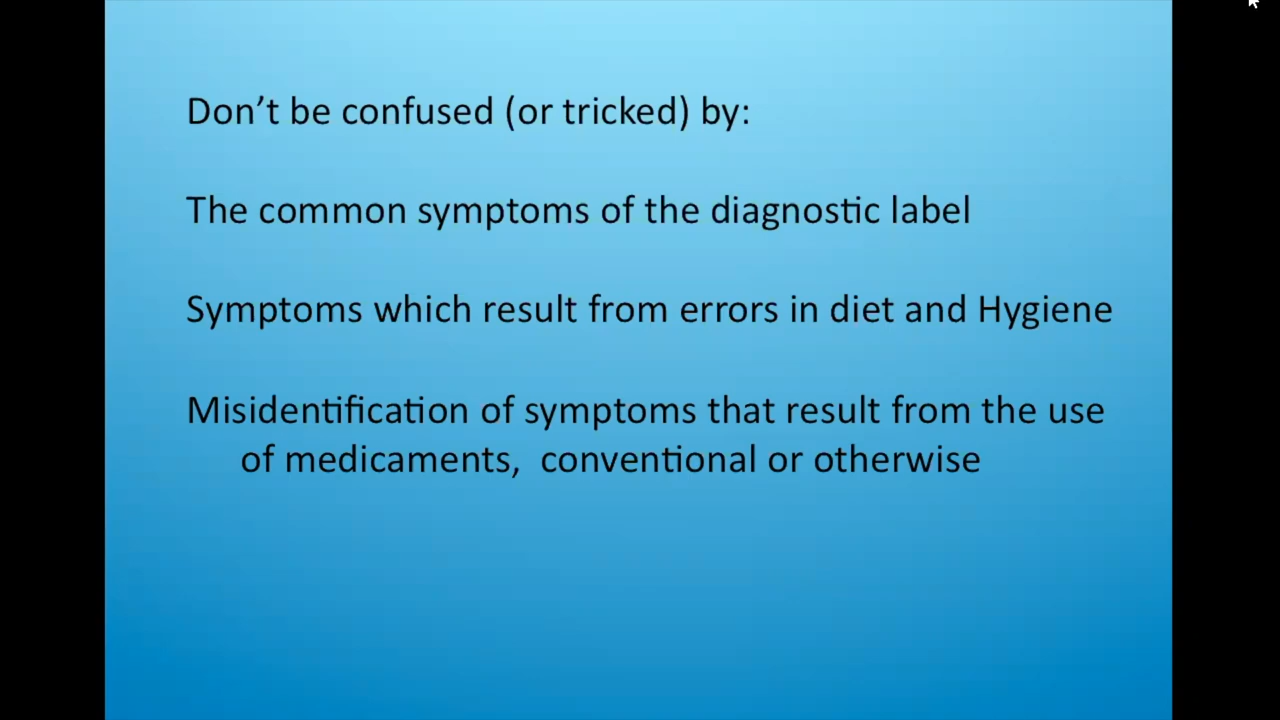 Don’t be confused (or tricked) by:
The common symptoms of the diagnostic label
Symptoms which result from errors in diet and Hygiene
Misidentification of symptoms that result from the use
of medicaments,  conventional or otherwise